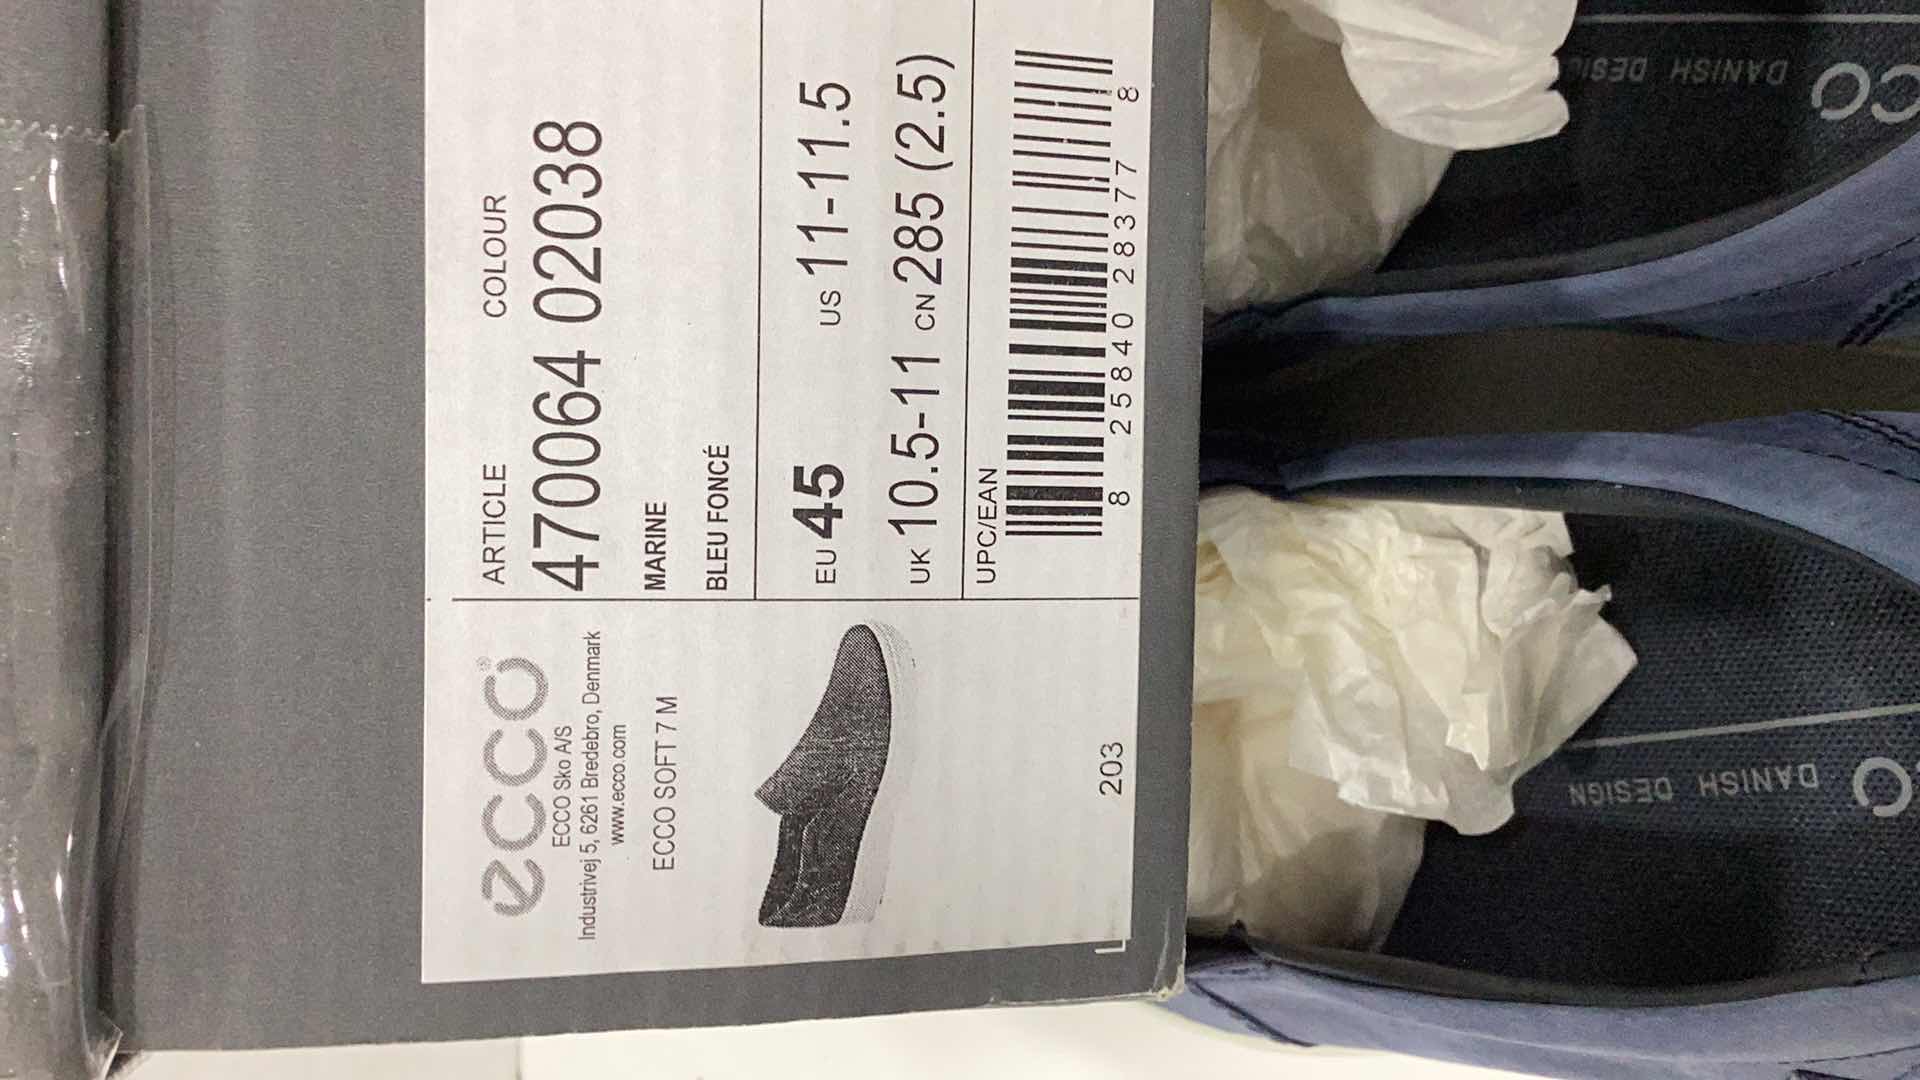 ecco®
ECCO Sko A/S
Industrivej 5, 6261 Bredebro, Denmark
www.ecco.com
ECCO SOFT 7 M
203
ARTICLE COLOUR
470064 02038
MARINE
BLEU FONCÉ
EU 45 US 11-11.5
UK 10.5-11 CN 285 (2.5)
UPC/EAN
8 25840 28377 8
DANISH DESIGN
DANISH DESIGN